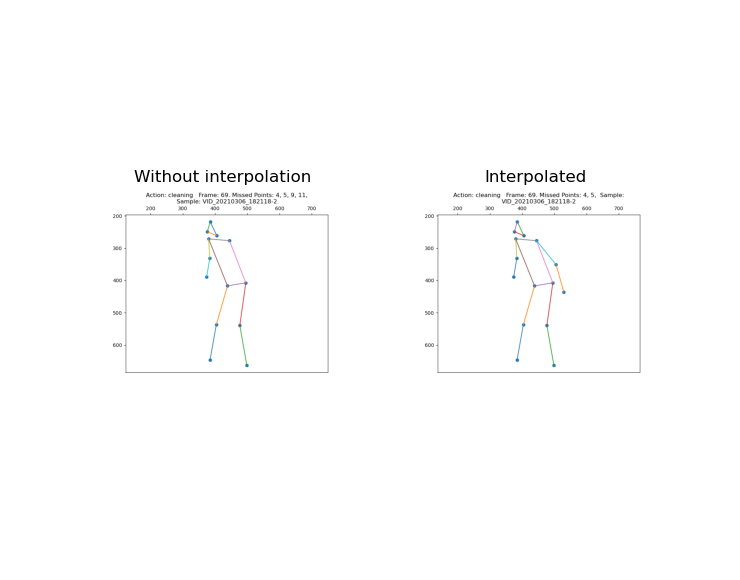 Without interpolation
Action: cleaning   Frame: 69. Missed Points: 4, 5, 9, 11,
Sample: VID_20210306_182118-2
200 300 400 500 600 700
200
300
400
500
600
Interpolated
Action: cleaning   Frame: 69. Missed Points: 4, 5,  Sample:
VID_20210306_182118-2
200 300 400 500 600 700
200
300
400
500
600